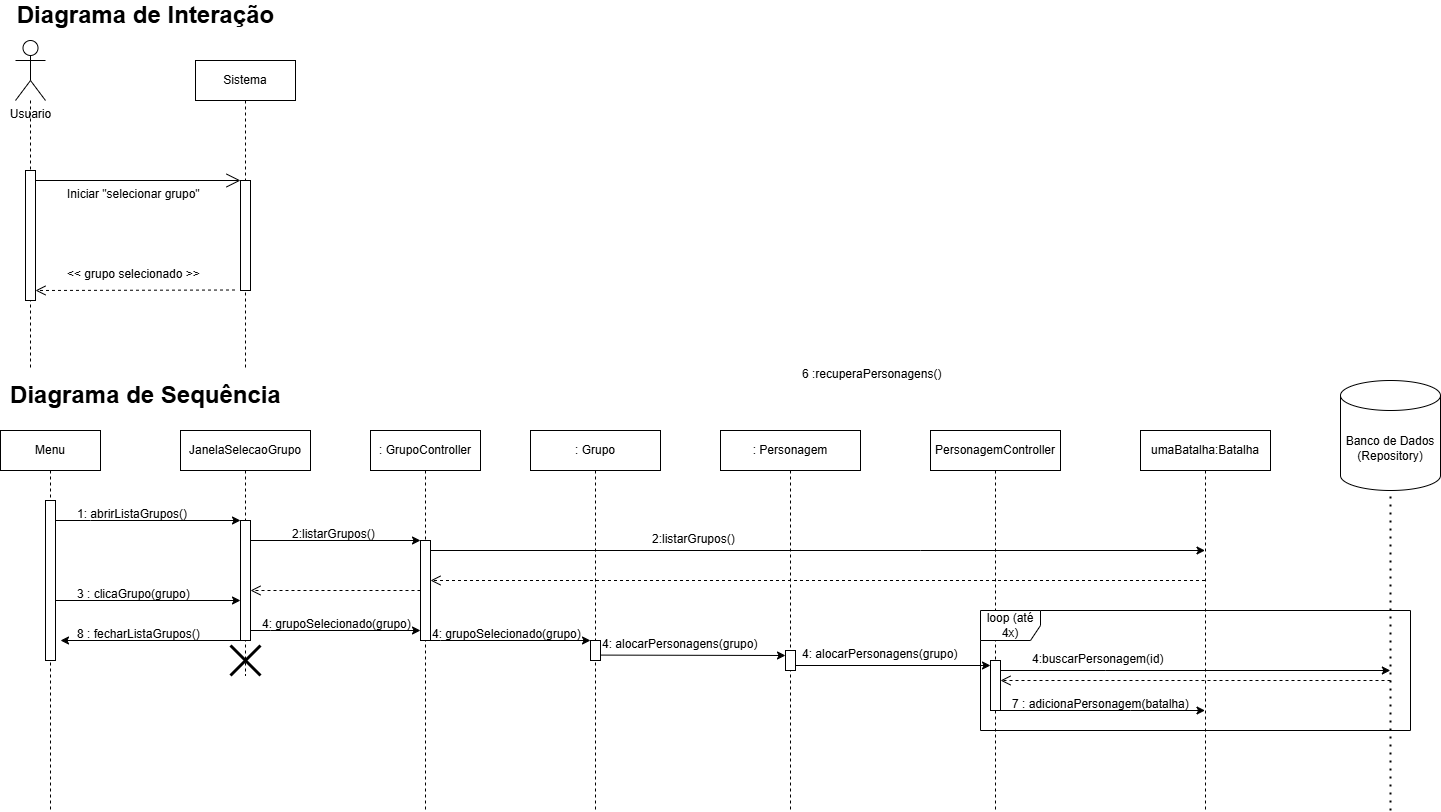 Diagrama de Interação
Sistema
Usuario
Iniciar "selecionar grupo"
<< grupo selecionado >>
6 :recuperaPersonagens()
Diagrama de Sequência
Menu
JanelaSelecaoGrupo
: GrupoController
: Grupo
: Personagem
PersonagemController
umaBatalha:Batalha
Banco de Dados
(Repository)
1: abrirListaGrupos()
2:listarGrupos()
2:listarGrupos()
3 : clicaGrupo(grupo)
8 : fecharListaGrupos()
4: grupoSelecionado(grupo)
4: grupoSelecionado(grupo)
4: alocarPersonagens(grupo)
4: alocarPersonagens(grupo)
loop (até
4x)
4:buscarPersonagem(id)
7 : adicionaPersonagem(batalha)